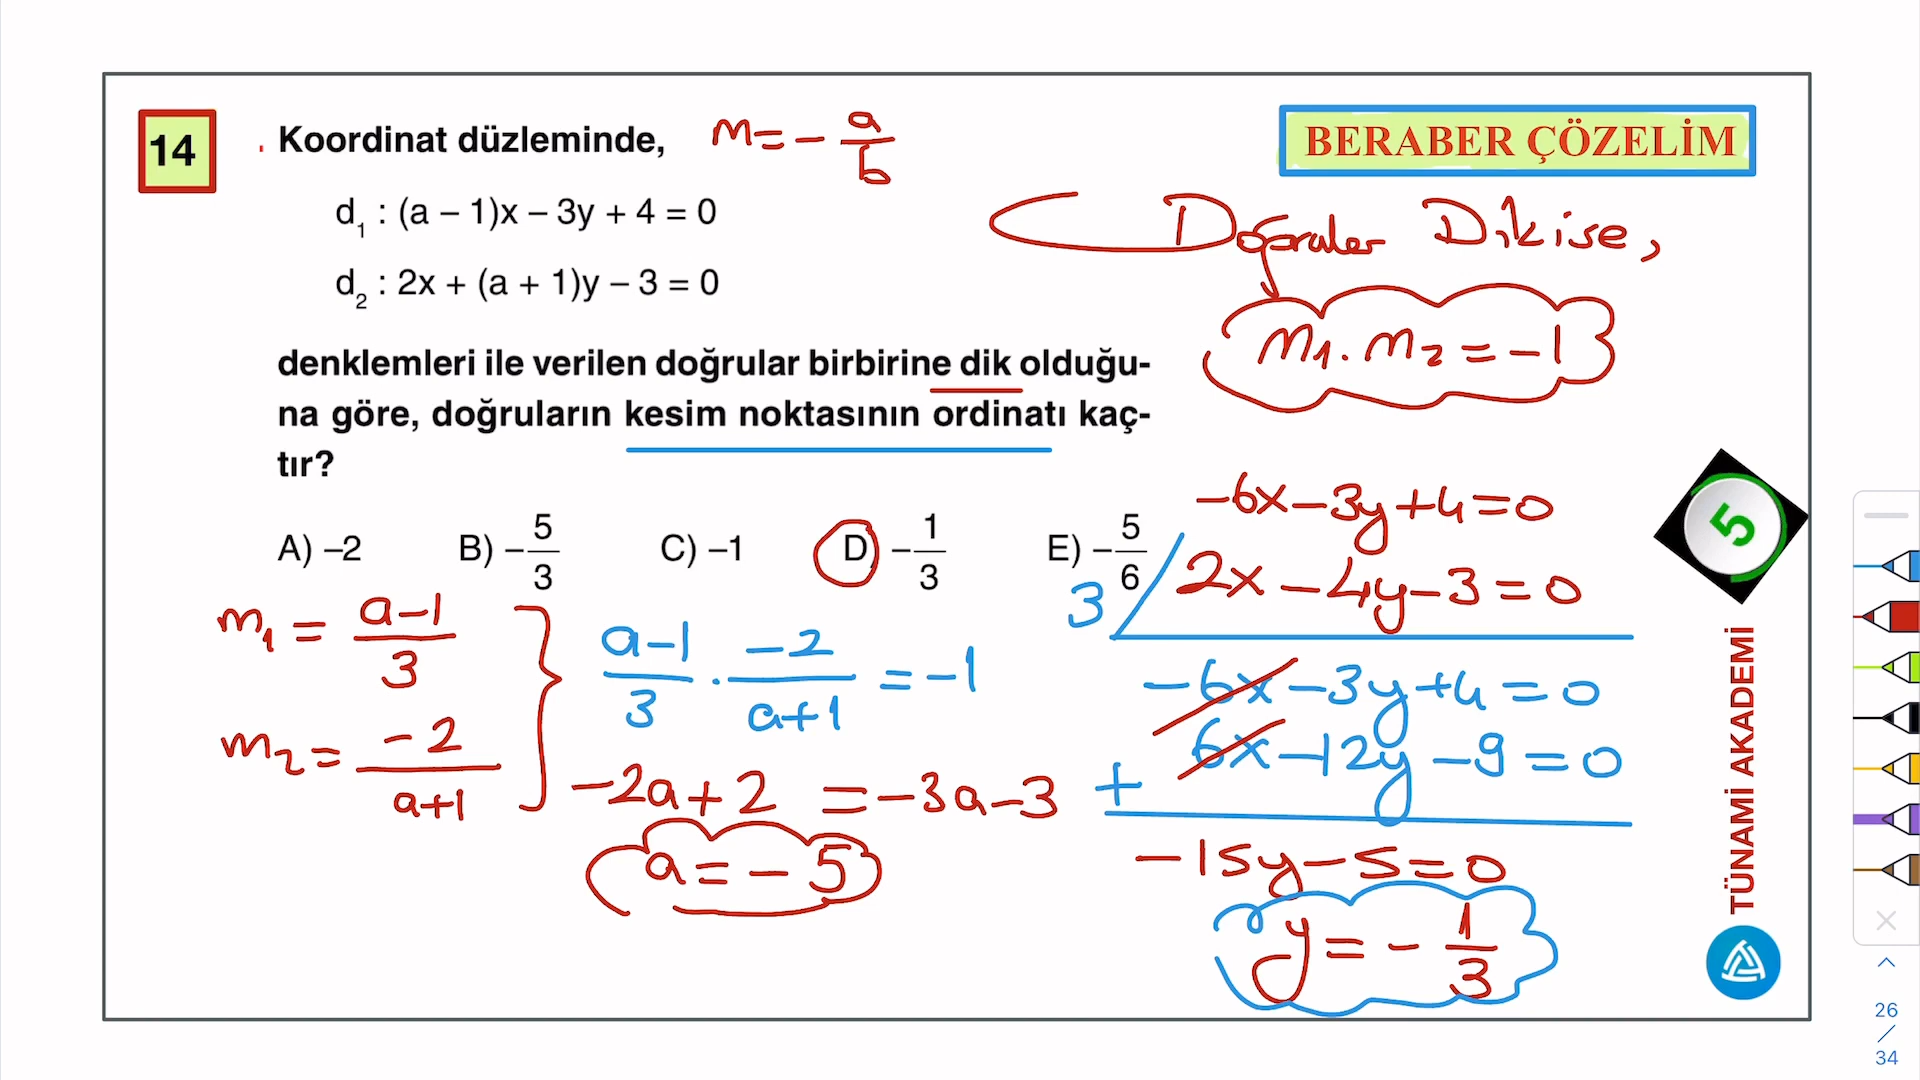 14
Koordinat düzleminde,
m = - a/b
BERABER ÇÖZELİM
d₁ : (a – 1)x – 3y + 4 = 0
d₂ : 2x + (a + 1)y – 3 = 0
Doğrular Dikise,
m₁ . m₂ = -1
denklemleri ile verilen doğrular birbirine dik olduğu-
na göre, doğruların kesim noktasının ordinatı kaç-
tır?
A) –2 B) –5/3 C) –1 D) –1/3 E) –5/6
m₁ = a-1/3
m₂ = -2/a+1
a-1/3 . -2/a+1 = -1
-2a+2 = -3a-3
a = -5
-6x-3y+4=0
3/ 2x-4y-3=0
-6x-3y+4=0
+ 6x-12y-9=0
-15y-5=0
y = - 1/3
5
TÜNAMİ AKADEMİ
26
/
34